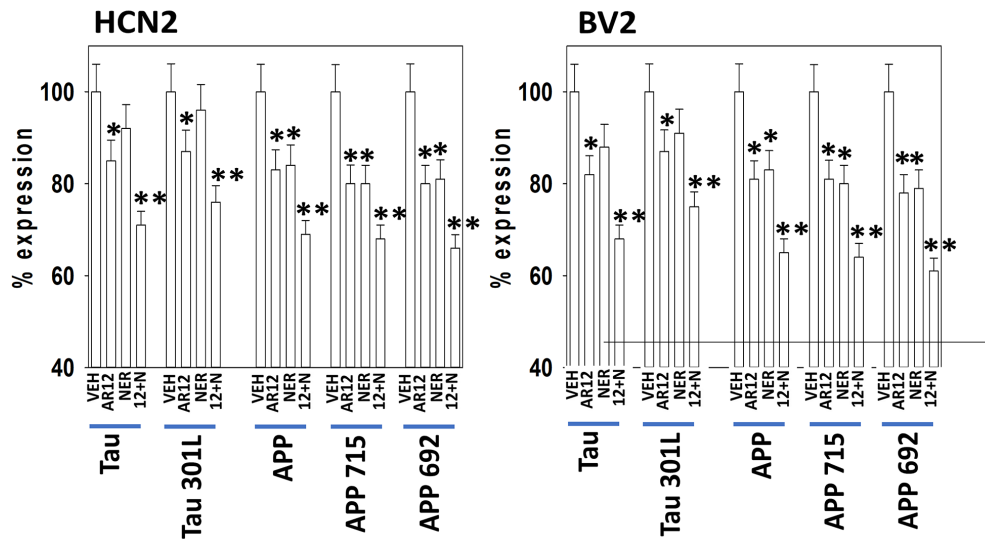 HCN2
BV2
% expression
100
80
60
40
* ** * **
* * ** * * ** * * ** * * **
VEH AR12 NER 12+N
VEH AR12 NER 12+N
VEH AR12 NER 12+N
VEH AR12 NER 12+N
VEH AR12 NER 12+N
Tau
Tau 301L
APP
APP 715
APP 692
% expression
100
80
60
40
* ** * **
* * ** * * ** * * **
VEH AR12 NER 12+N
VEH AR12 NER 12+N
VEH AR12 NER 12+N
VEH AR12 NER 12+N
VEH AR12 NER 12+N
Tau
Tau 301L
APP
APP 715
APP 692